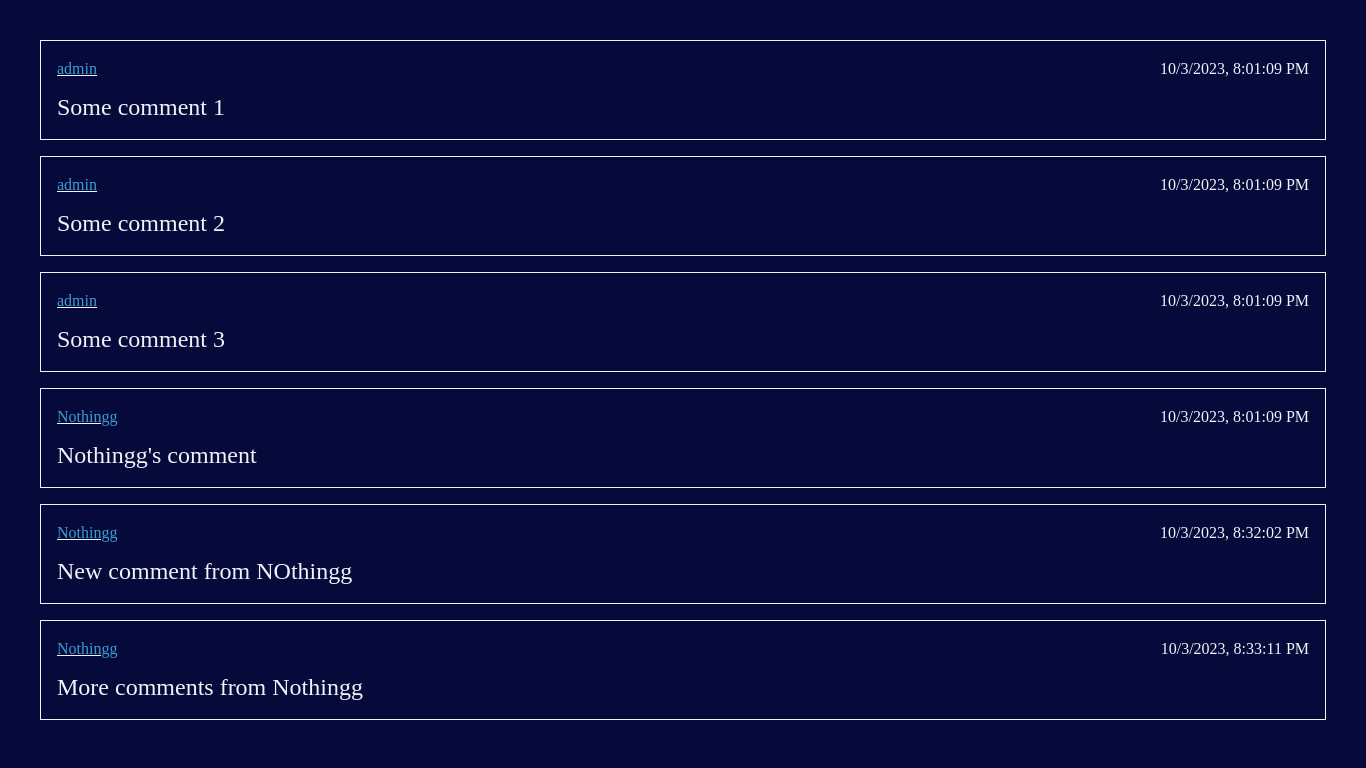 admin 10/3/2023, 8:01:09 PM
Some comment 1
admin 10/3/2023, 8:01:09 PM
Some comment 2
admin 10/3/2023, 8:01:09 PM
Some comment 3
Nothingg 10/3/2023, 8:01:09 PM
Nothingg's comment
Nothingg 10/3/2023, 8:32:02 PM
New comment from NOthingg
Nothingg 10/3/2023, 8:33:11 PM
More comments from Nothingg